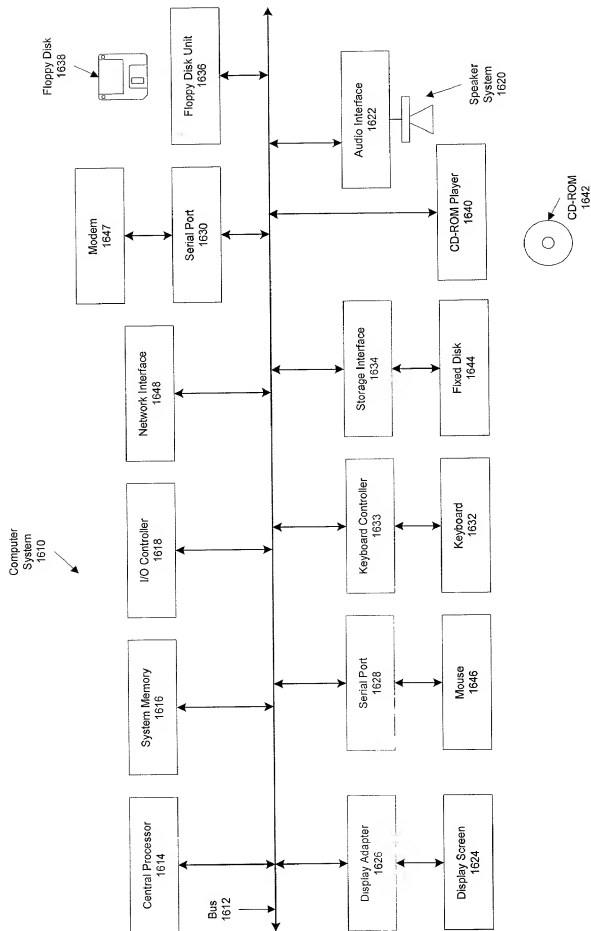 Computer
System
1610
Central Processor
1614
System Memory
1616
I/O Controller
1618
Network Interface
1648
Modem
1647
Serial Port
1630
Floppy Disk
1638
Floppy Disk Unit
1636
Bus
1612
Display Adapter
1626
Serial Port
1628
Keyboard Controller
1633
Storage Interface
1634
CD-ROM Player
1640
Audio Interface
1622
Speaker
System
1620
Display Screen
1624
Mouse
1646
Keyboard
1632
Fixed Disk
1644
CD-ROM
1642